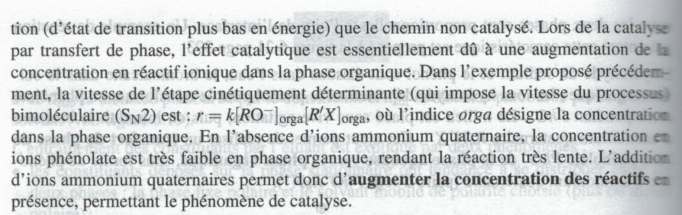 tion (d'état de transition plus bas en énergie) que le chemin non catalysé. Lors de la catalyse
par transfert de phase, l'effet catalytique est essentiellement dû à une augmentation de la
concentration en réactif ionique dans la phase organique. Dans l'exemple proposé précédem-
ment, la vitesse de l'étape cinétiquement déterminante (qui impose la vitesse du processus)
bimoléculaire (S_N2) est : r = k[RO⁻]_orga[R'X]_orga, où l'indice orga désigne la concentration
dans la phase organique. En l'absence d'ions ammonium quaternaire, la concentration en
ions phénolate est très faible en phase organique, rendant la réaction très lente. L'addition
d'ions ammonium quaternaires permet donc d'augmenter la concentration des réactifs en
présence, permettant le phénomène de catalyse.